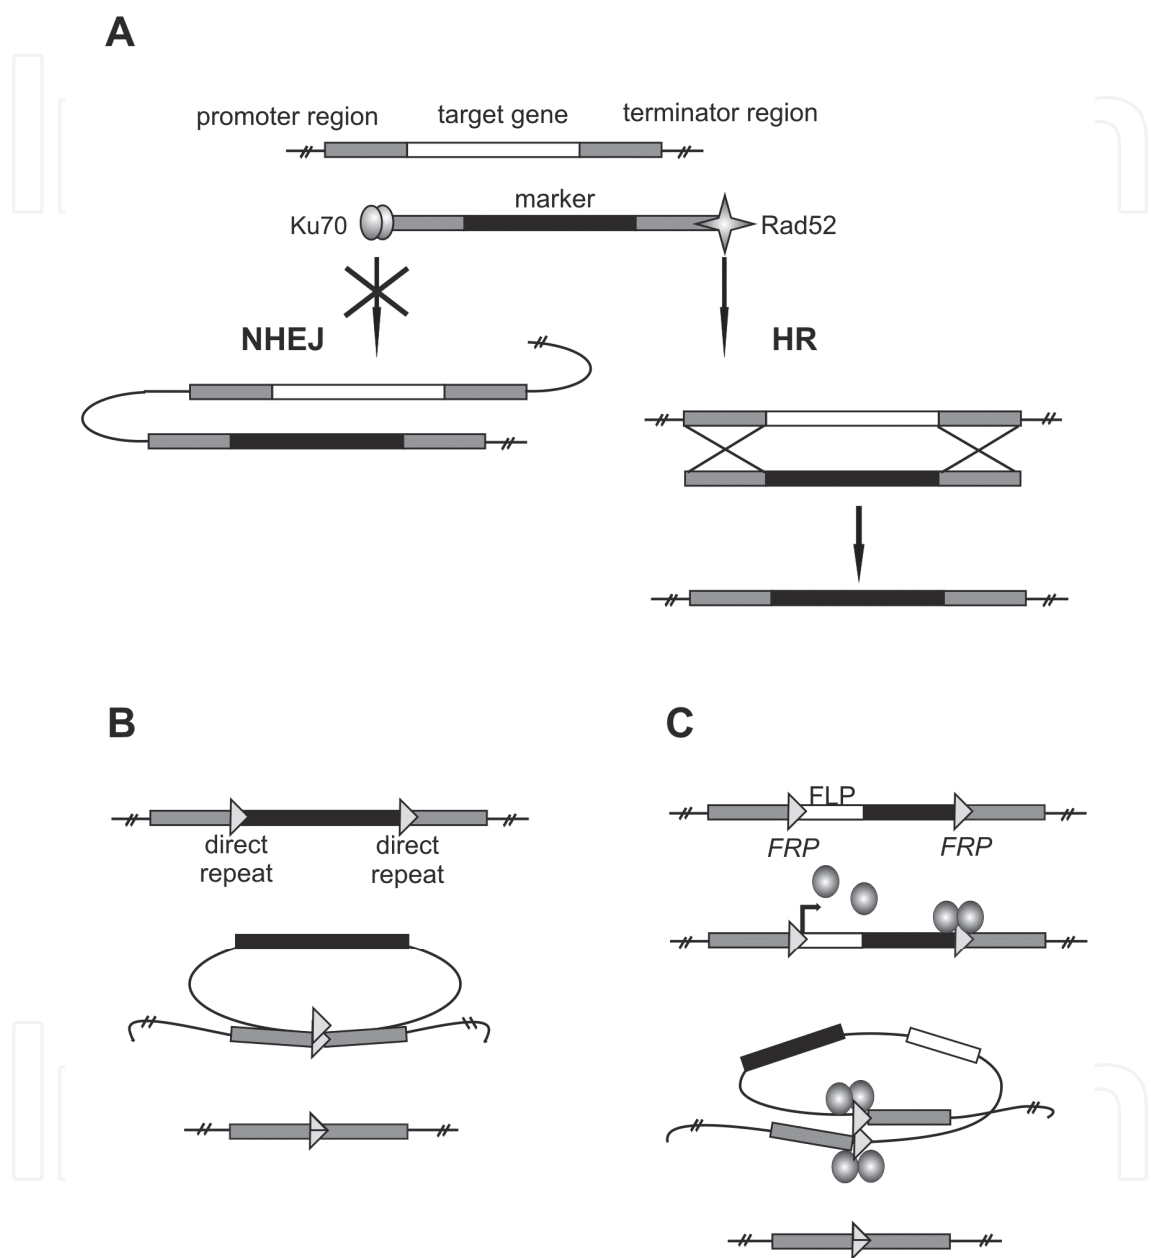 A
promoter region target gene terminator region
marker
Ku70 Rad52
NHEJ HR
B C
FLP
direct repeat direct repeat
FRP FRP